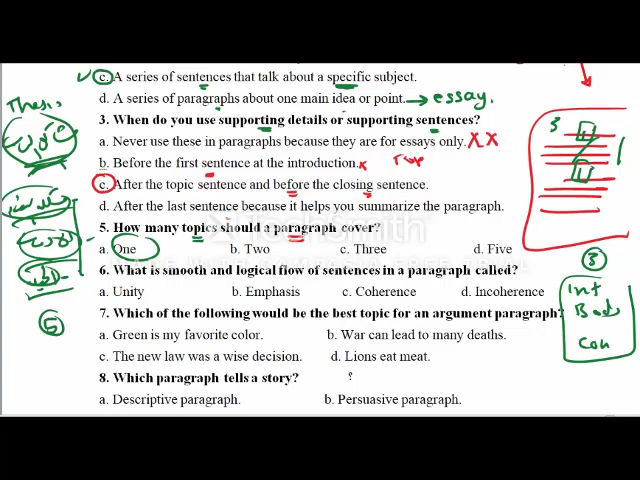 c. A series of sentences that talk about a specific subject.
d. A series of paragraphs about one main idea or point. → essay.
Thesis
3. When do you use supporting details or supporting sentences?
a. Never use these in paragraphs because they are for essays only. X X
b. Before the first sentence at the introduction. x
c. After the topic sentence and before the closing sentence.
d. After the last sentence because it helps you summarize the paragraph.
5. How many topics should a paragraph cover?
a. One b. Two c. Three d. Five
6. What is smooth and logical flow of sentences in a paragraph called?
a. Unity b. Emphasis c. Coherence d. Incoherence
7. Which of the following would be the best topic for an argument paragraph?
a. Green is my favorite color. b. War can lead to many deaths.
c. The new law was a wise decision. d. Lions eat meat.
8. Which paragraph tells a story? ?
a. Descriptive paragraph. b. Persuasive paragraph.
3
3
Int
Body
Con
5
TechSmith